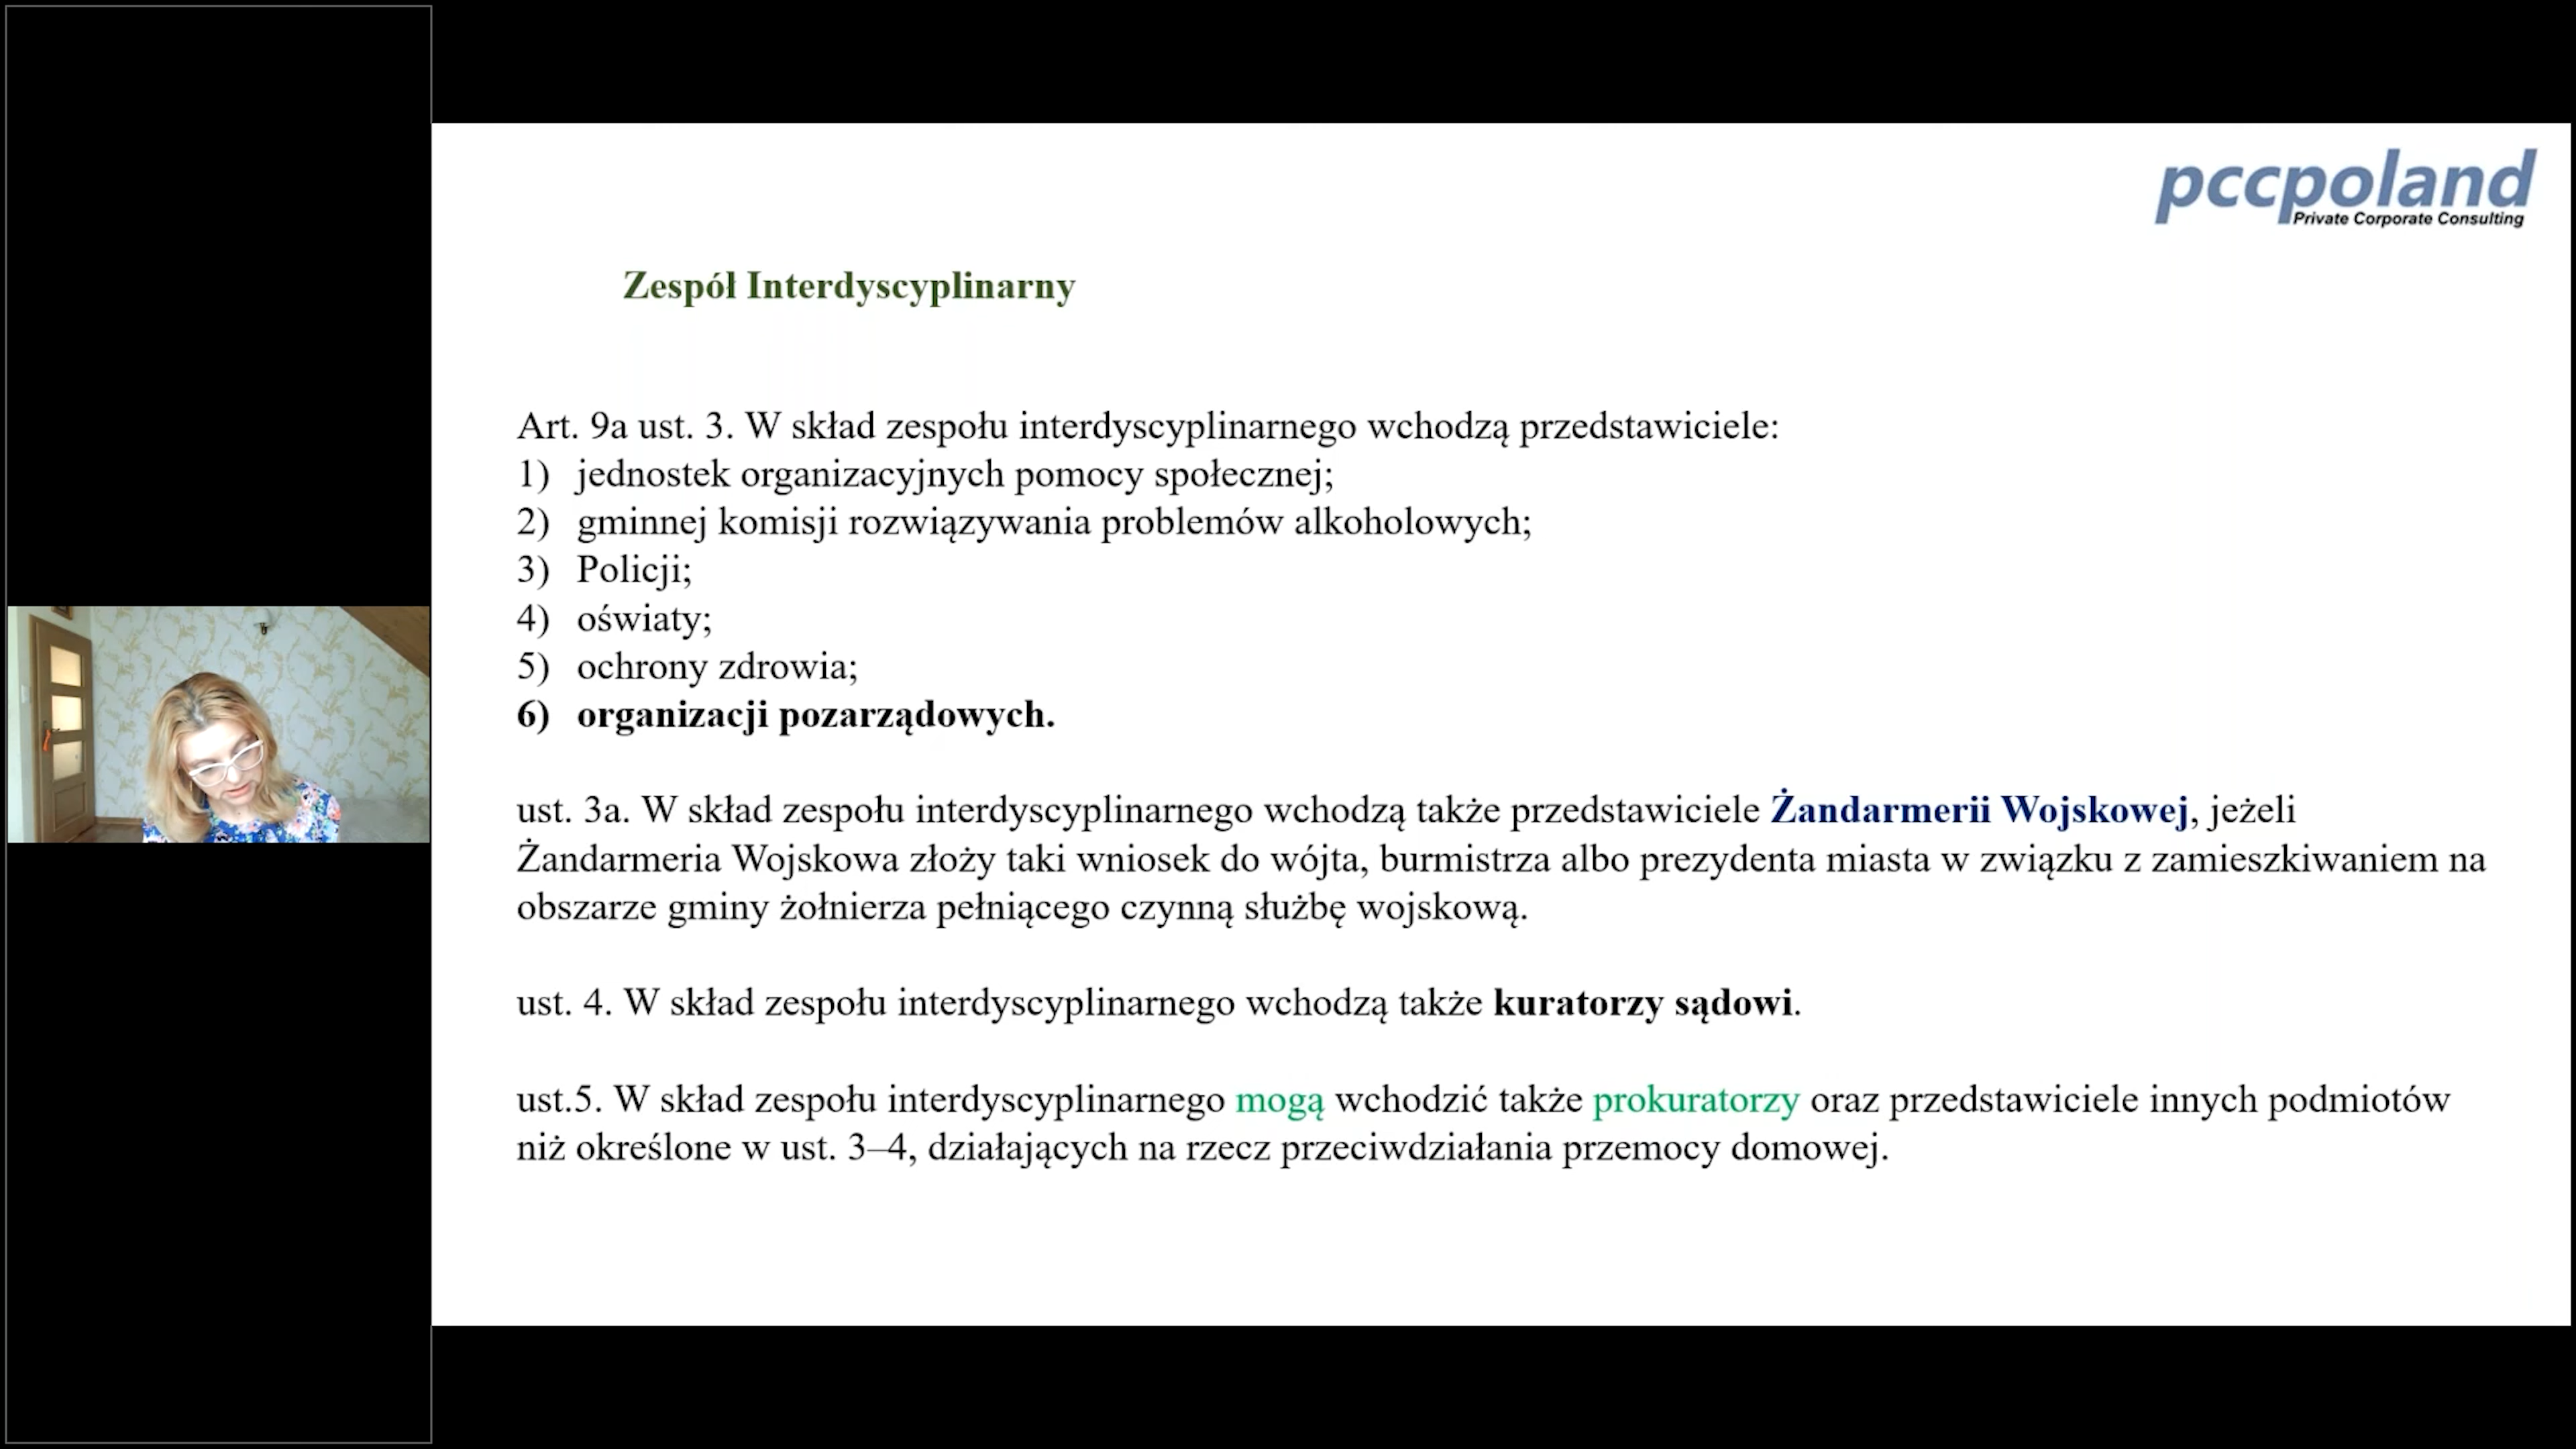 pccpoland
Private Corporate Consulting
Zespół Interdyscyplinarny
Art. 9a ust. 3. W skład zespołu interdyscyplinarnego wchodzą przedstawiciele:
1) jednostek organizacyjnych pomocy społecznej;
2) gminnej komisji rozwiązywania problemów alkoholowych;
3) Policji;
4) oświaty;
5) ochrony zdrowia;
6) organizacji pozarządowych.
ust. 3a. W skład zespołu interdyscyplinarnego wchodzą także przedstawiciele Żandarmerii Wojskowej, jeżeli
Żandarmeria Wojskowa złoży taki wniosek do wójta, burmistrza albo prezydenta miasta w związku z zamieszkiwaniem na
obszarze gminy żołnierza pełniącego czynną służbę wojskową.
ust. 4. W skład zespołu interdyscyplinarnego wchodzą także kuratorzy sądowi.
ust.5. W skład zespołu interdyscyplinarnego mogą wchodzić także prokuratorzy oraz przedstawiciele innych podmiotów
niż określone w ust. 3–4, działających na rzecz przeciwdziałania przemocy domowej.